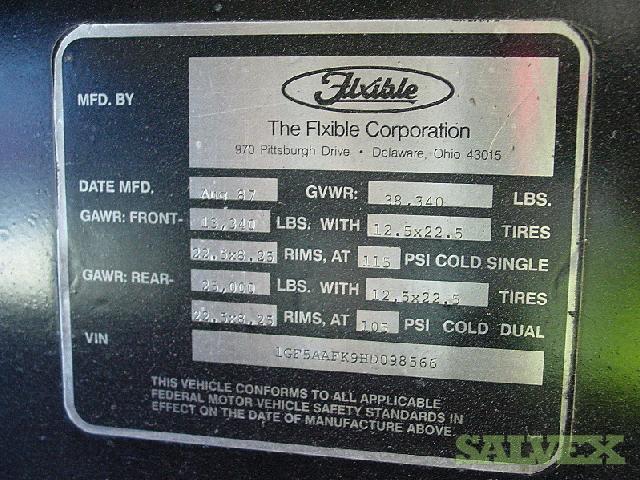 MFD. BY
Flxible
The Flxible Corporation
970 Pittsburgh Drive • Delaware, Ohio 43015
DATE MFD. Aug 87 GVWR: 38,340 LBS.
GAWR: FRONT- 13,340 LBS. WITH 12.5x22.5 TIRES
22.5x8.25 RIMS, AT 115 PSI COLD SINGLE
GAWR: REAR- 25,000 LBS. WITH 12.5x22.5 TIRES
22.5x8.25 RIMS, AT 105 PSI COLD DUAL
VIN 1GF5AAFK9HD098566
THIS VEHICLE CONFORMS TO ALL APPLICABLE
FEDERAL MOTOR VEHICLE SAFETY STANDARDS IN
EFFECT ON THE DATE OF MANUFACTURE ABOVE.
SALVEX